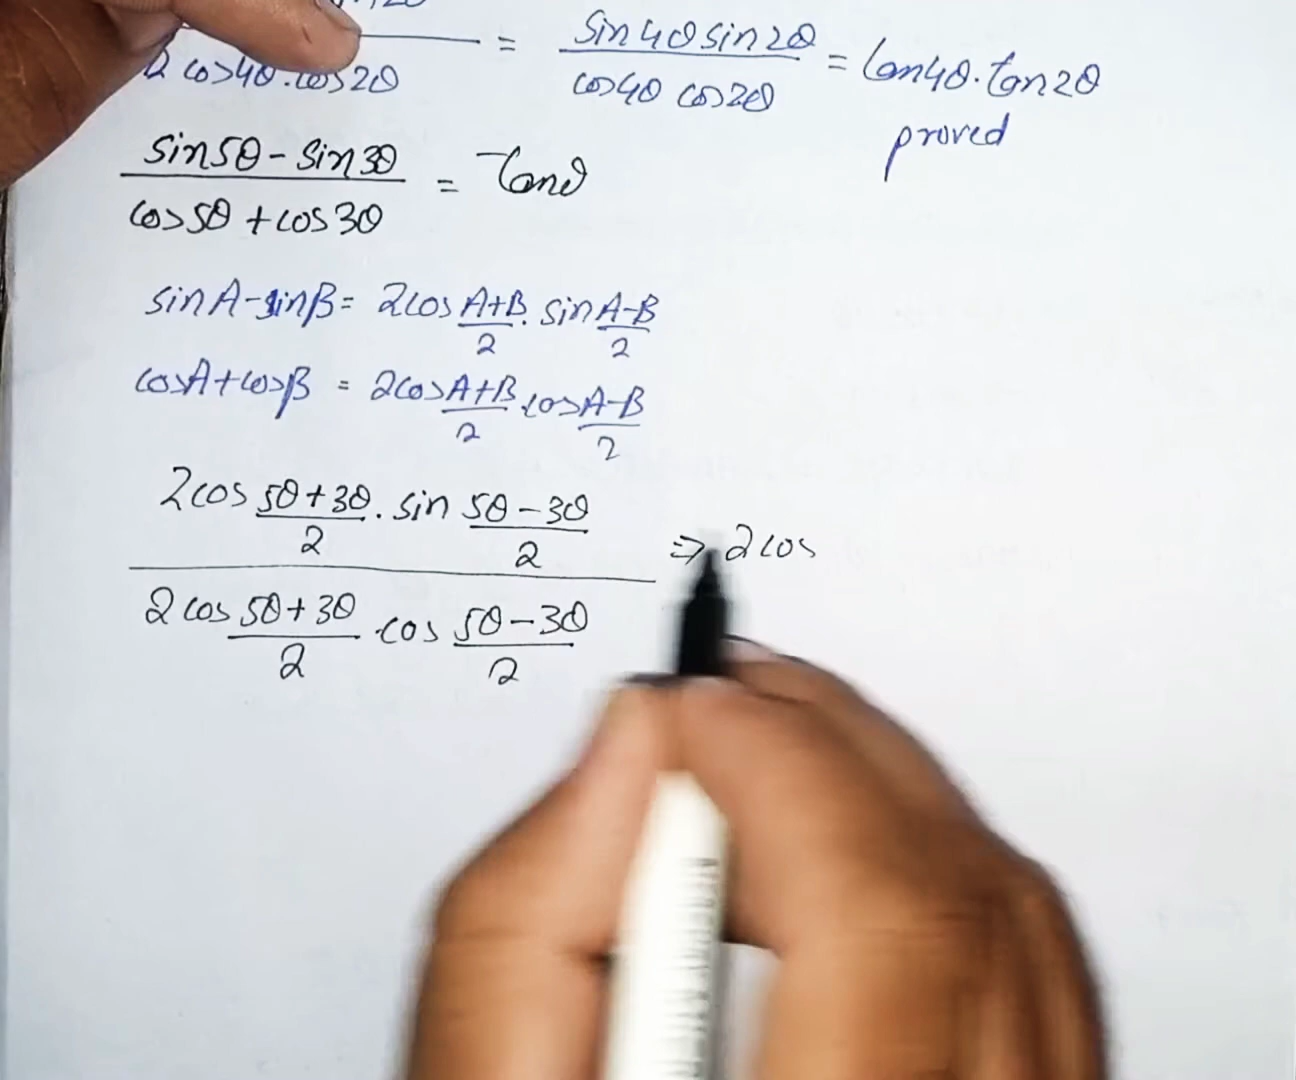 2 cos4θ.cos2θ = sin4θ sin2θ / cos4θ cos2θ = tan4θ.tan2θ
proved
sin5θ - sin3θ / cos5θ + cos3θ = Tanθ
sinA - sinB = 2cos A+B/2 . sin A-B/2
cosA + cosB = 2cos A+B/2 . cos A-B/2
2cos 5θ+3θ/2 . sin 5θ-3θ/2 ⇒ 2cos
2cos 5θ+3θ/2 . cos 5θ-3θ/2